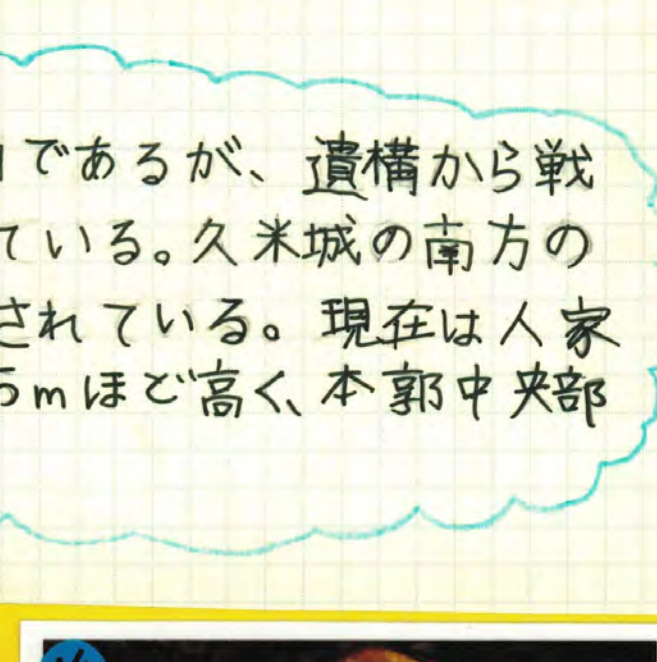 であるが、遺構から戦
ている。久米城の南方の
されている。現在は人家
5mほど高く、本郭中央部